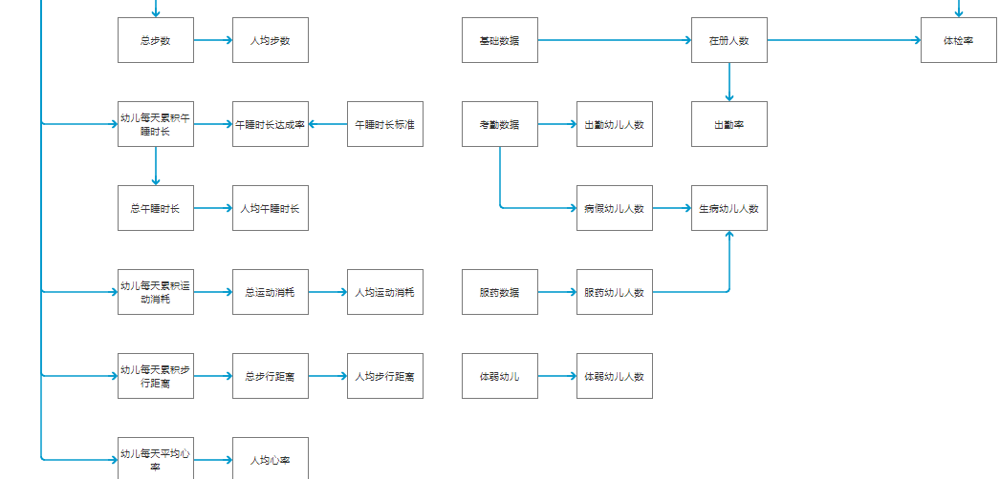 总步数
人均步数
基础数据
在册人数
体检率
幼儿每天累积午
睡时长
午睡时长达成率
午睡时长标准
考勤数据
出勤幼儿人数
出勤率
总午睡时长
人均午睡时长
病假幼儿人数
生病幼儿人数
幼儿每天累积运
动消耗
总运动消耗
人均运动消耗
服药数据
服药幼儿人数
幼儿每天累积步
行距离
总步行距离
人均步行距离
体弱幼儿
体弱幼儿人数
幼儿每天平均心
率
人均心率